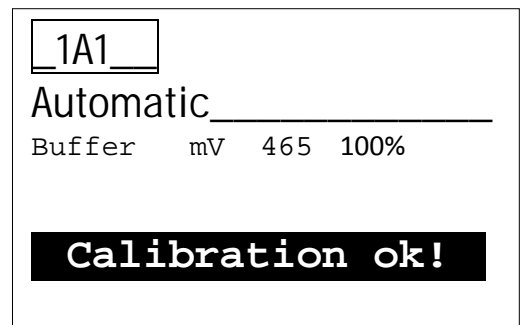 _1A1__
Automatic____________
Buffer mV 465 100%
Calibration ok!